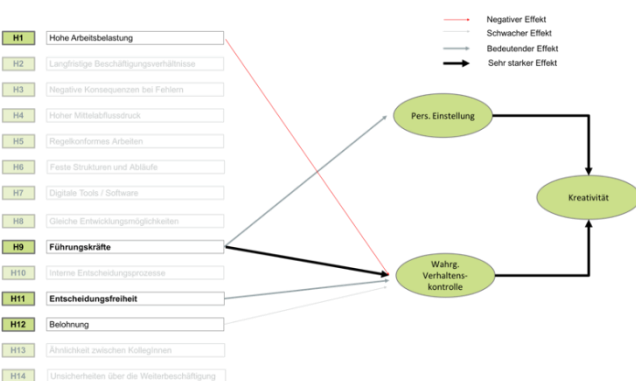 Negativer Effekt
Schwacher Effekt
Bedeutender Effekt
Sehr starker Effekt
H1 Hohe Arbeitsbelastung
H2 Langfristige Beschäftigungsverhältnisse
H3 Negative Konsequenzen bei Fehlern
H4 Hoher Mittelabflussdruck
H5 Regelkonformes Arbeiten
H6 Feste Strukturen und Abläufe
H7 Digitale Tools / Software
H8 Gleiche Entwicklungsmöglichkeiten
H9 Führungskräfte
H10 Interne Entscheidungsprozesse
H11 Entscheidungsfreiheit
H12 Belohnung
H13 Ähnlichkeit zwischen KollegInnen
H14 Unsicherheiten über die Weiterbeschäftigung
Pers. Einstellung
Kreativität
Wahrg.
Verhaltens-
kontrolle